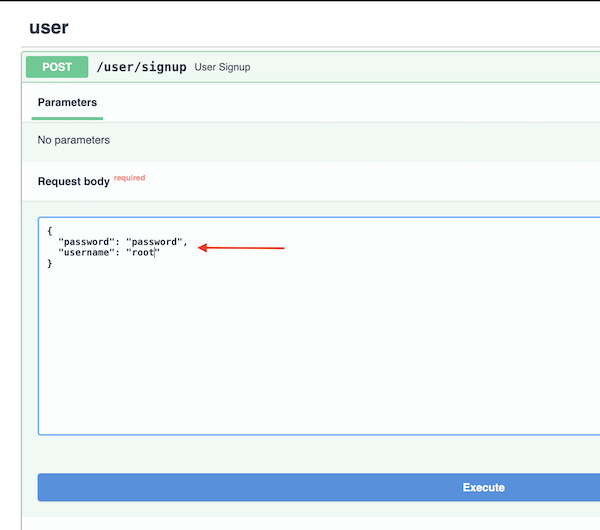 user
POST /user/signup User Signup
Parameters
No parameters
Request body required
{
  "password": "password",
  "username": "root"
}
Execute